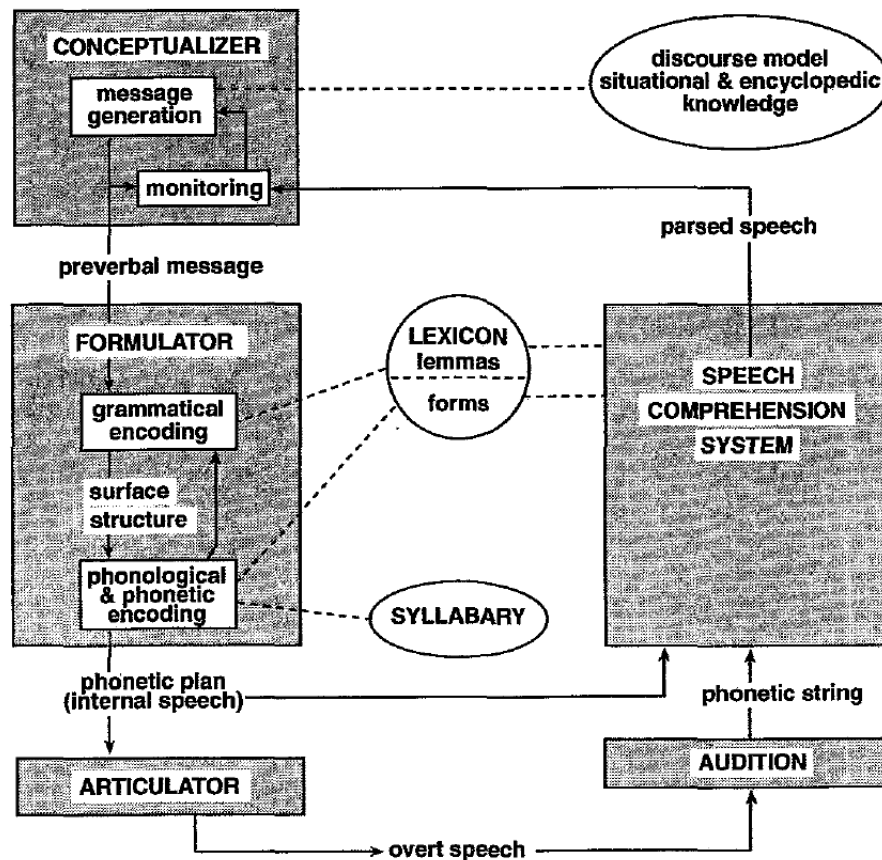 CONCEPTUALIZER
message
generation
monitoring
discourse model
situational & encyclopedic
knowledge
parsed speech
preverbal message
FORMULATOR
grammatical
encoding
surface
structure
phonological
& phonetic
encoding
LEXICON
lemmas
forms
SYLLABARY
SPEECH
COMPREHENSION
SYSTEM
phonetic plan
(internal speech)
phonetic string
ARTICULATOR
AUDITION
overt speech